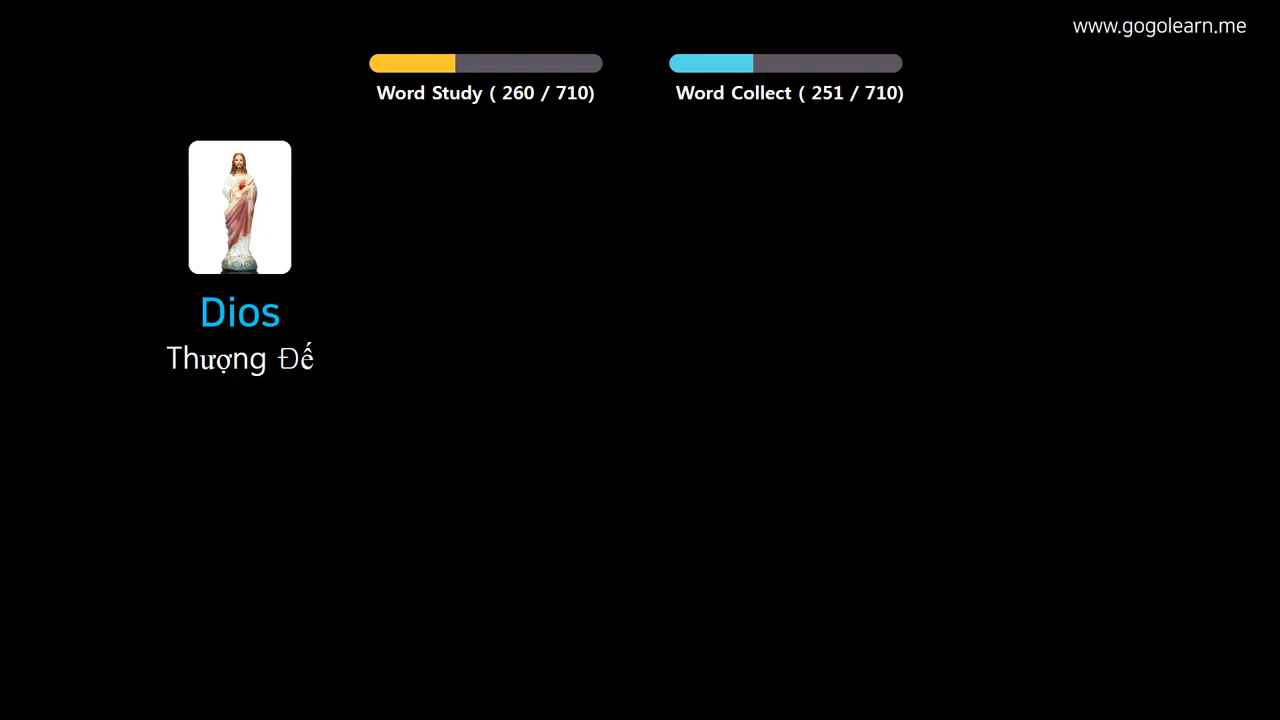 www.gogolearn.me
Word Study ( 260 / 710)
Word Collect ( 251 / 710)
Dios
Thượng Đế